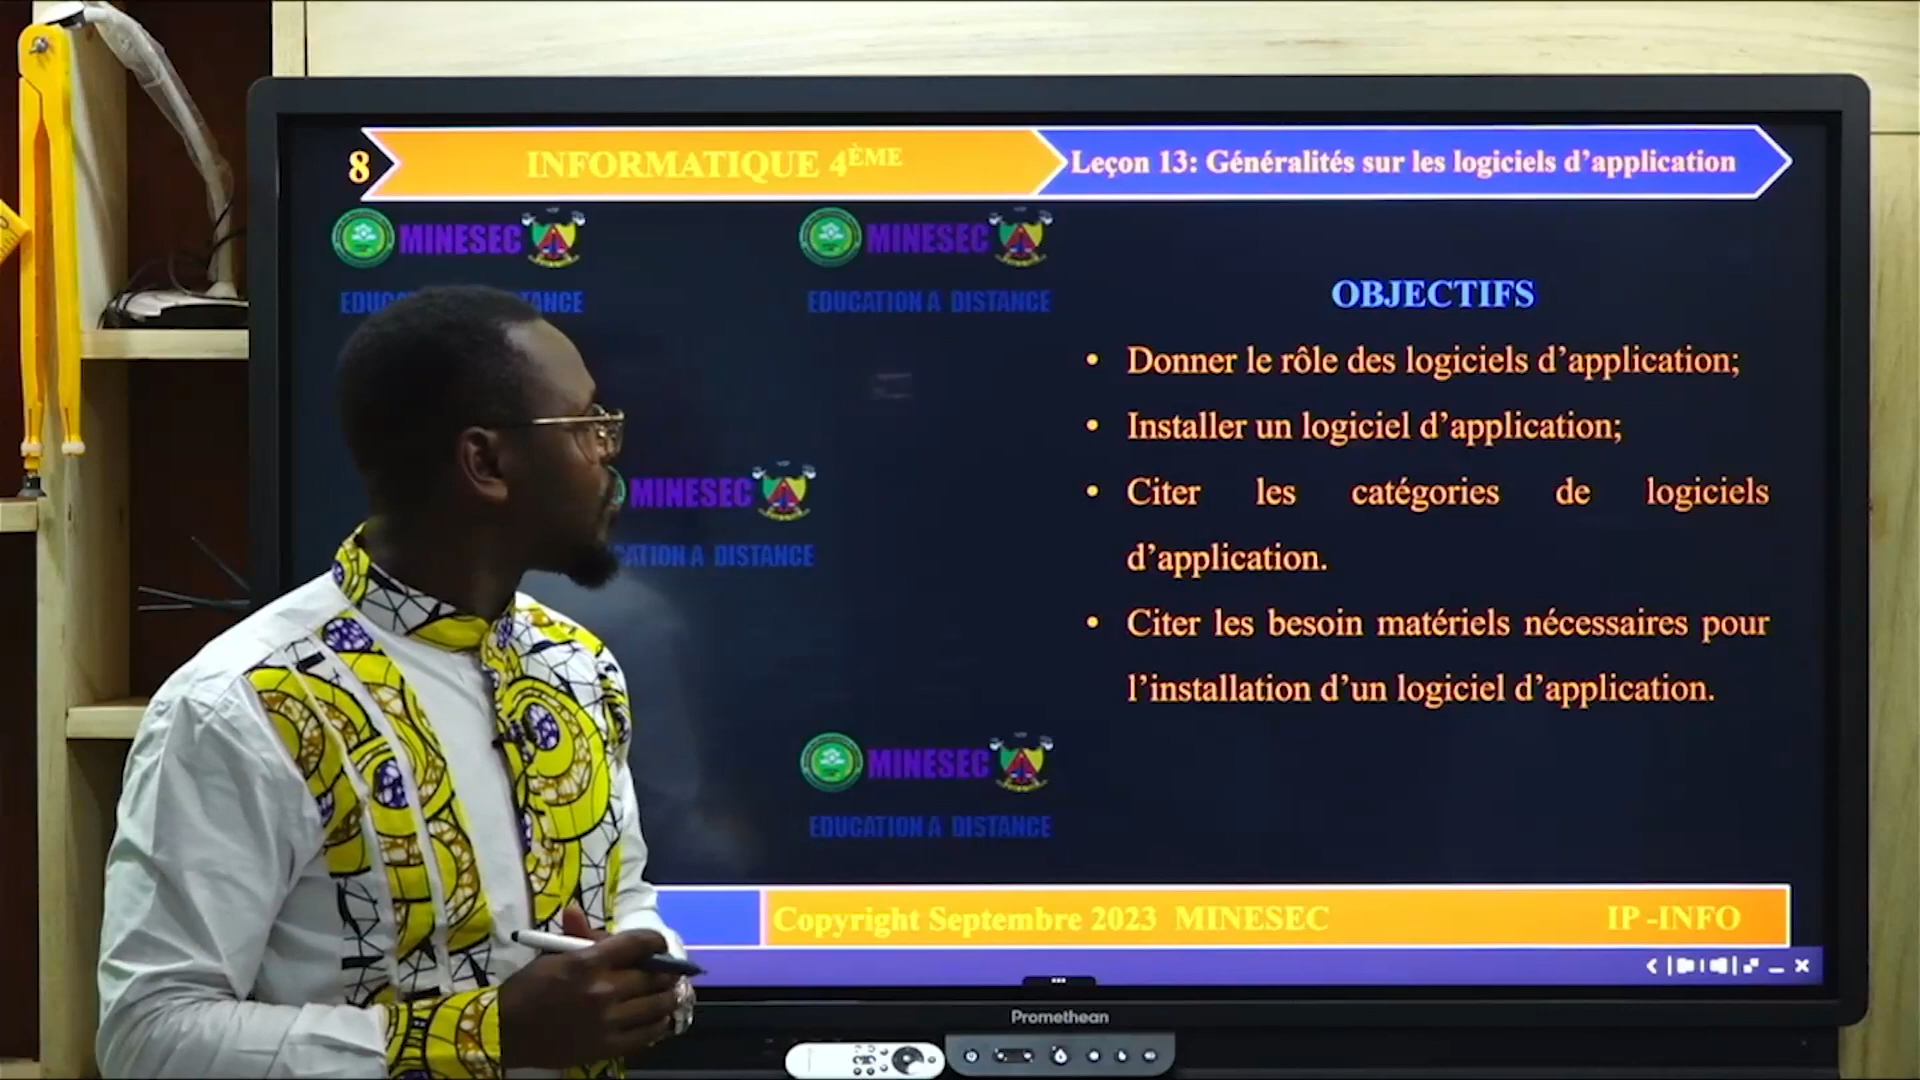 8
INFORMATIQUE 4ÈME
Leçon 13: Généralités sur les logiciels d’application
MINESEC
MINESEC
EDUCATION A DISTANCE
OBJECTIFS
• Donner le rôle des logiciels d’application;
• Installer un logiciel d’application;
• Citer les catégories de logiciels
d’application.
• Citer les besoin matériels nécessaires pour
l’installation d’un logiciel d’application.
MINESEC
DISTANCE
MINESEC
EDUCATION A DISTANCE
Copyright Septembre 2023 MINESEC
IP -INFO
Promethean